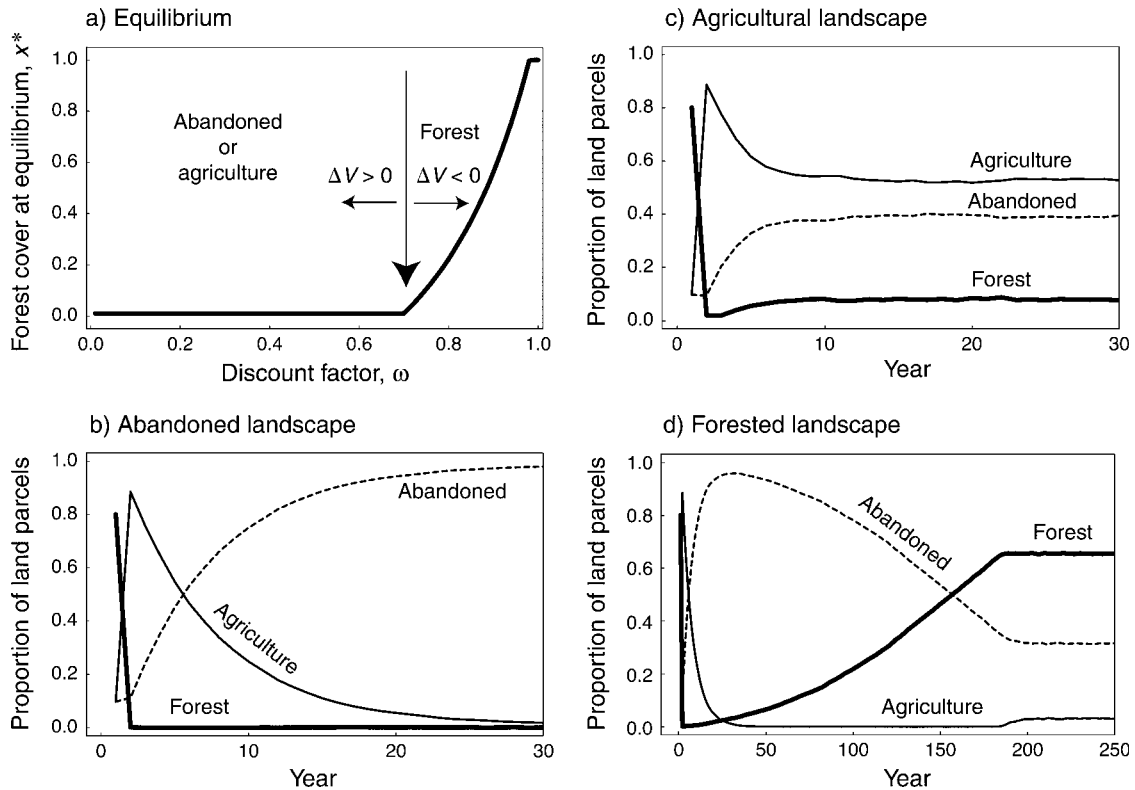 a) Equilibrium
Forest cover at equilibrium, x*
1.0
0.8
0.6
0.4
0.2
0.0
Abandoned
or
agriculture
Forest
ΔV > 0
ΔV < 0
0.0 0.2 0.4 0.6 0.8 1.0
Discount factor, ω
c) Agricultural landscape
Proportion of land parcels
1.0
0.8
0.6
0.4
0.2
0.0
Agriculture
Abandoned
Forest
0 10 20 30
Year
b) Abandoned landscape
Proportion of land parcels
1.0
0.8
0.6
0.4
0.2
0.0
Abandoned
Agriculture
Forest
0 10 20 30
Year
d) Forested landscape
Proportion of land parcels
1.0
0.8
0.6
0.4
0.2
0.0
Abandoned
Forest
Agriculture
0 50 100 150 200 250
Year